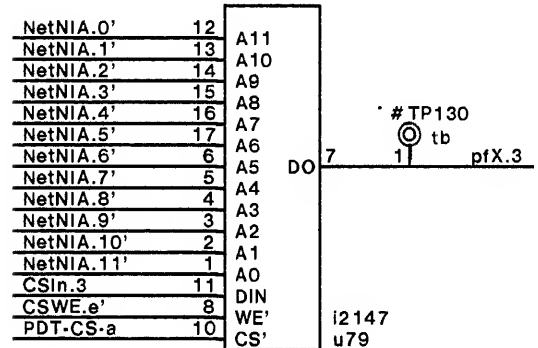 NetNIA.0' 12 A11
NetNIA.1' 13 A10
NetNIA.2' 14 A9
NetNIA.3' 15 A8
NetNIA.4' 16 A7
NetNIA.5' 17 A6
NetNIA.6' 6 A5
NetNIA.7' 5 A4
NetNIA.8' 4 A3
NetNIA.9' 3 A2
NetNIA.10' 2 A1
NetNIA.11' 1 A0
CSIn.3 11 DIN
CSWE.e' 8 WE'
PDT-CS-a 10 CS'
DO 7 1 pfX.3
#TP130
tb
i2147
u79